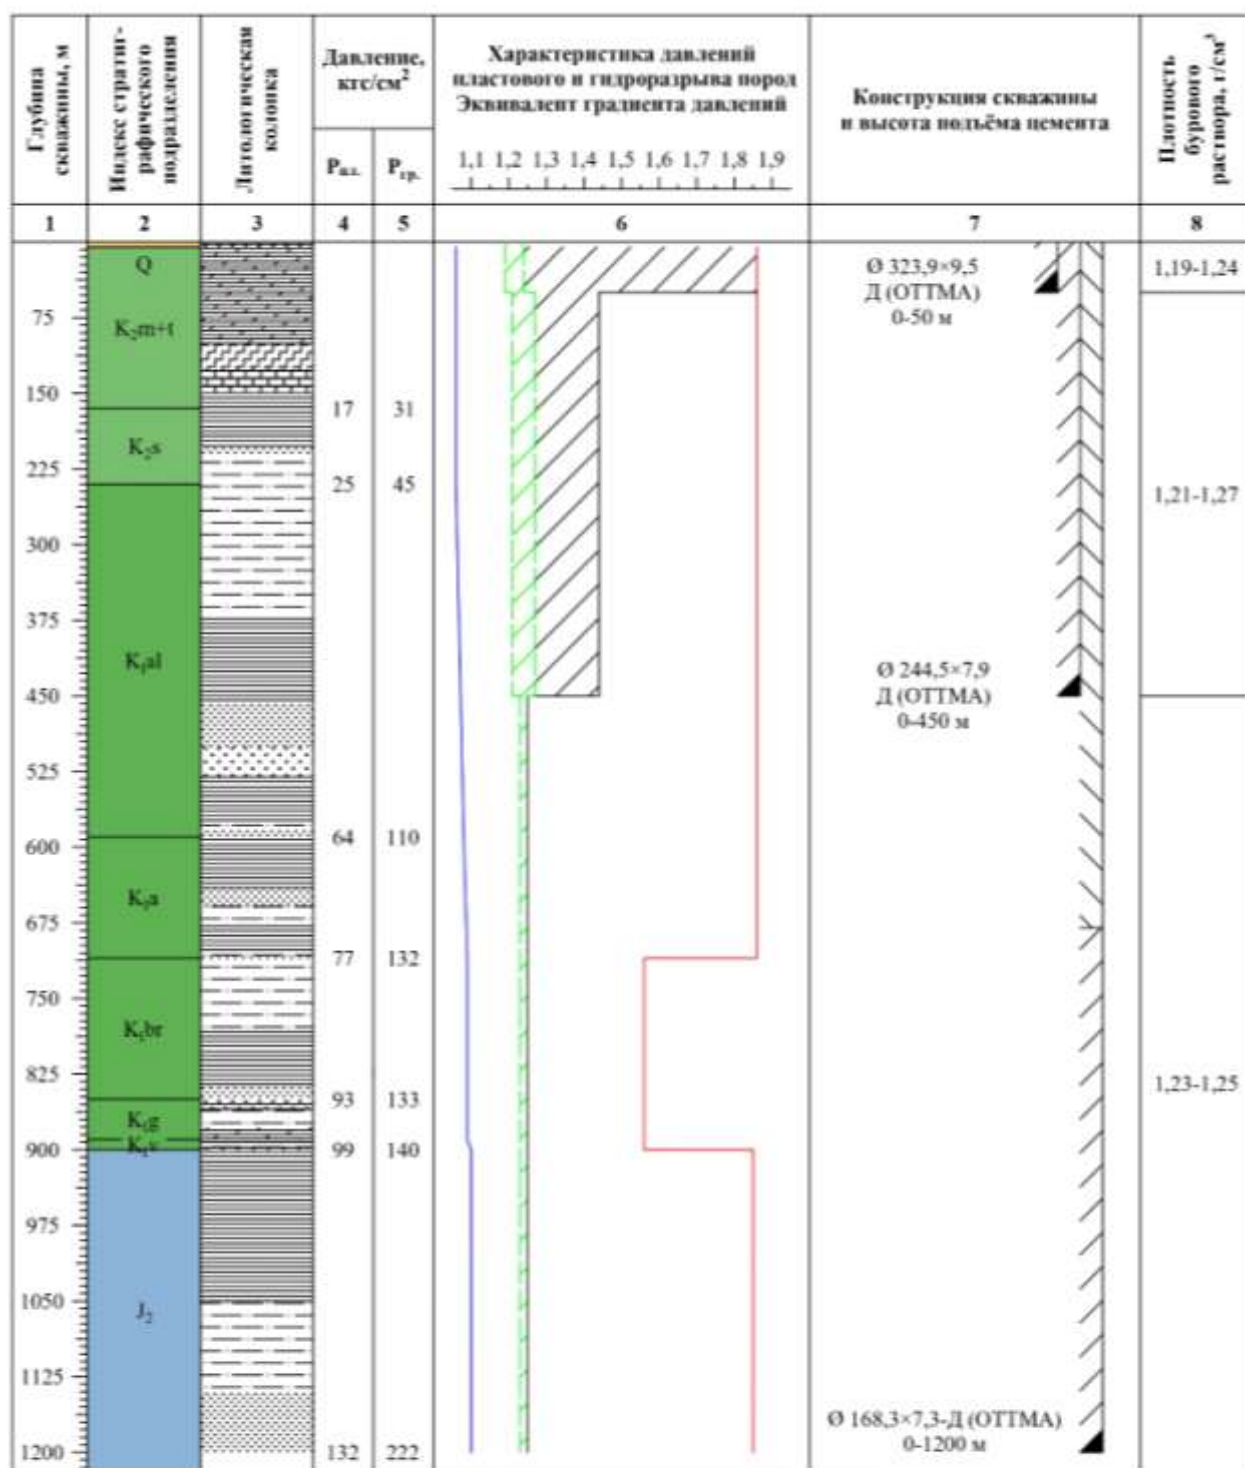 Глубина
скважины, м
Индекс стратиг-
рафического
подразделения
Литологическая
колонка
Давление,
кгс/см²
Рпл.
Ргр.
Характеристика давлений
пластового и гидроразрыва пород
Эквивалент градиента давлений
1,1 1,2 1,3 1,4 1,5 1,6 1,7 1,8 1,9
Конструкция скважины
и высота подъёма цемента
Плотность
бурового
раствора, г/см³
1 2 3 4 5 6 7 8
Q
Ø 323,9×9,5
Д (ОТТМА)
0-50 м
1,19-1,24
75
K₂m+t
150
17 31
K₂s
225
25 45
1,21-1,27
300
375
K₁al
Ø 244,5×7,9
Д (ОТТМА)
0-450 м
450
525
600
64 110
K₁a
675
77 132
750
K₁br
825
1,23-1,25
93 133
K₁g
K₁v
900
99 140
975
1050
J₂
1125
Ø 168,3×7,3-Д (ОТТМА)
0-1200 м
1200
132 222